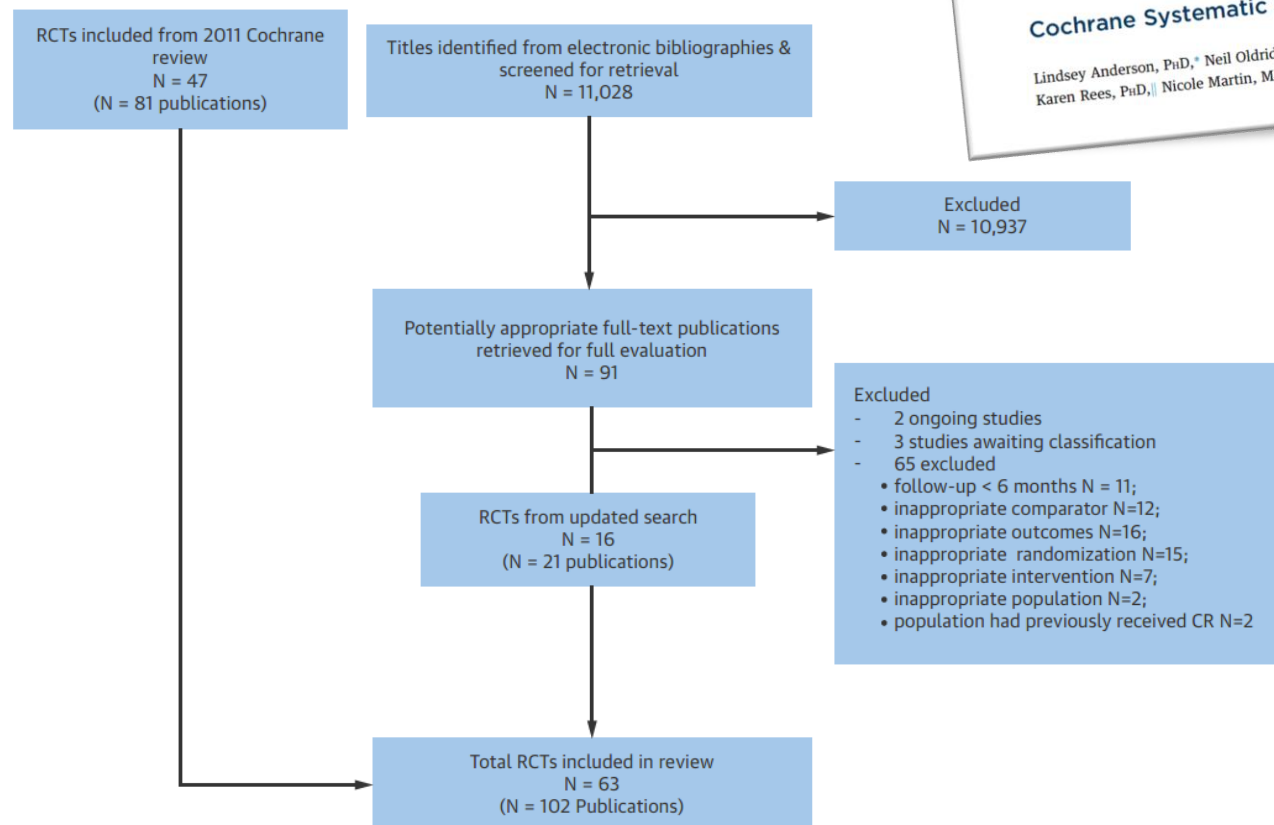 RCTs included from 2011 Cochrane
review
N = 47
(N = 81 publications)
Titles identified from electronic bibliographies &
screened for retrieval
N = 11,028
Cochrane Systematic
Lindsey Anderson, PHD,* Neil
Karen Rees, PHD,|| Nicole Martin,
Excluded
N = 10,937
Potentially appropriate full-text publications
retrieved for full evaluation
N = 91
Excluded
- 2 ongoing studies
- 3 studies awaiting classification
- 65 excluded
• follow-up < 6 months N = 11;
• inappropriate comparator N=12;
• inappropriate outcomes N=16;
• inappropriate randomization N=15;
• inappropriate intervention N=7;
• inappropriate population N=2;
• population had previously received CR N=2
RCTs from updated search
N = 16
(N = 21 publications)
Total RCTs included in review
N = 63
(N = 102 Publications)